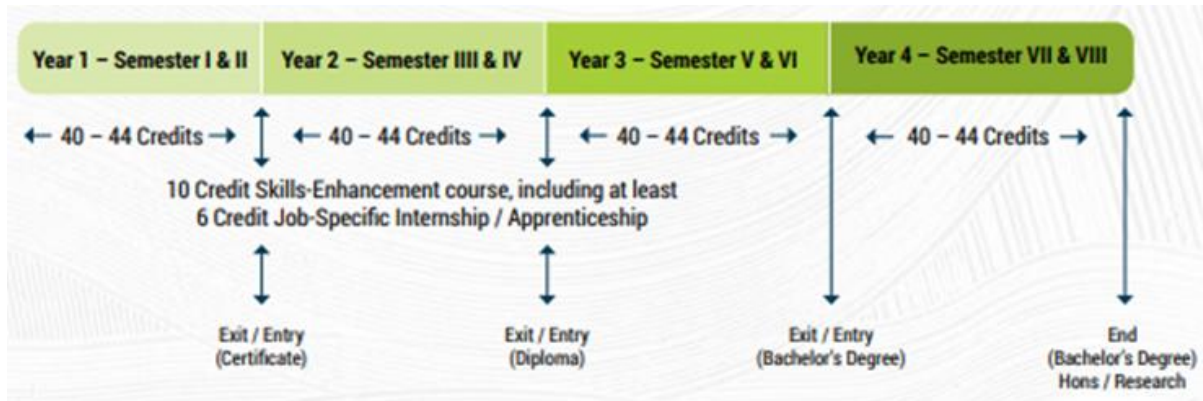 Year 1 – Semester I & II
Year 2 – Semester IIII & IV
Year 3 – Semester V & VI
Year 4 – Semester VII & VIII
40 – 44 Credits
40 – 44 Credits
40 – 44 Credits
40 – 44 Credits
10 Credit Skills-Enhancement course, including at least
6 Credit Job-Specific Internship / Apprenticeship
Exit / Entry
(Certificate)
Exit / Entry
(Diploma)
Exit / Entry
(Bachelor's Degree)
End
(Bachelor's Degree)
Hons / Research